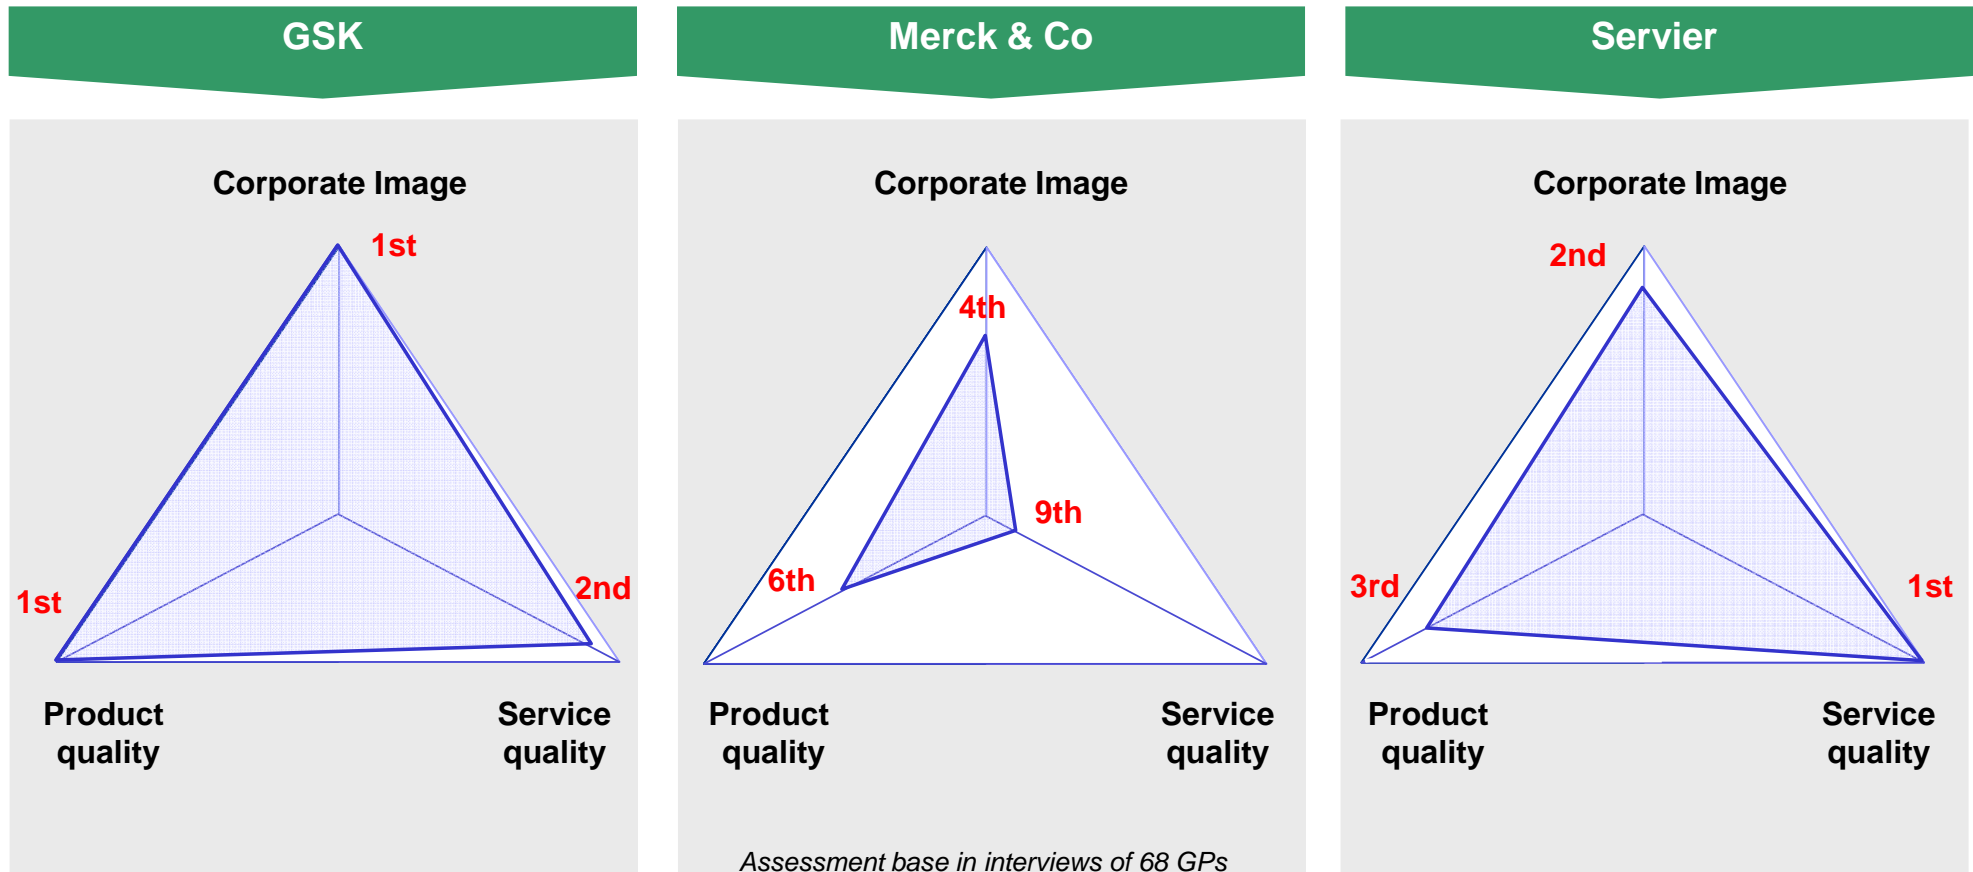 GSK
Corporate Image
1st
1st
2nd
Product
quality
Service
quality
Merck & Co
Corporate Image
4th
9th
6th
Product
quality
Service
quality
Assessment base in interviews of 68 GPs
Servier
Corporate Image
2nd
3rd
1st
Product
quality
Service
quality